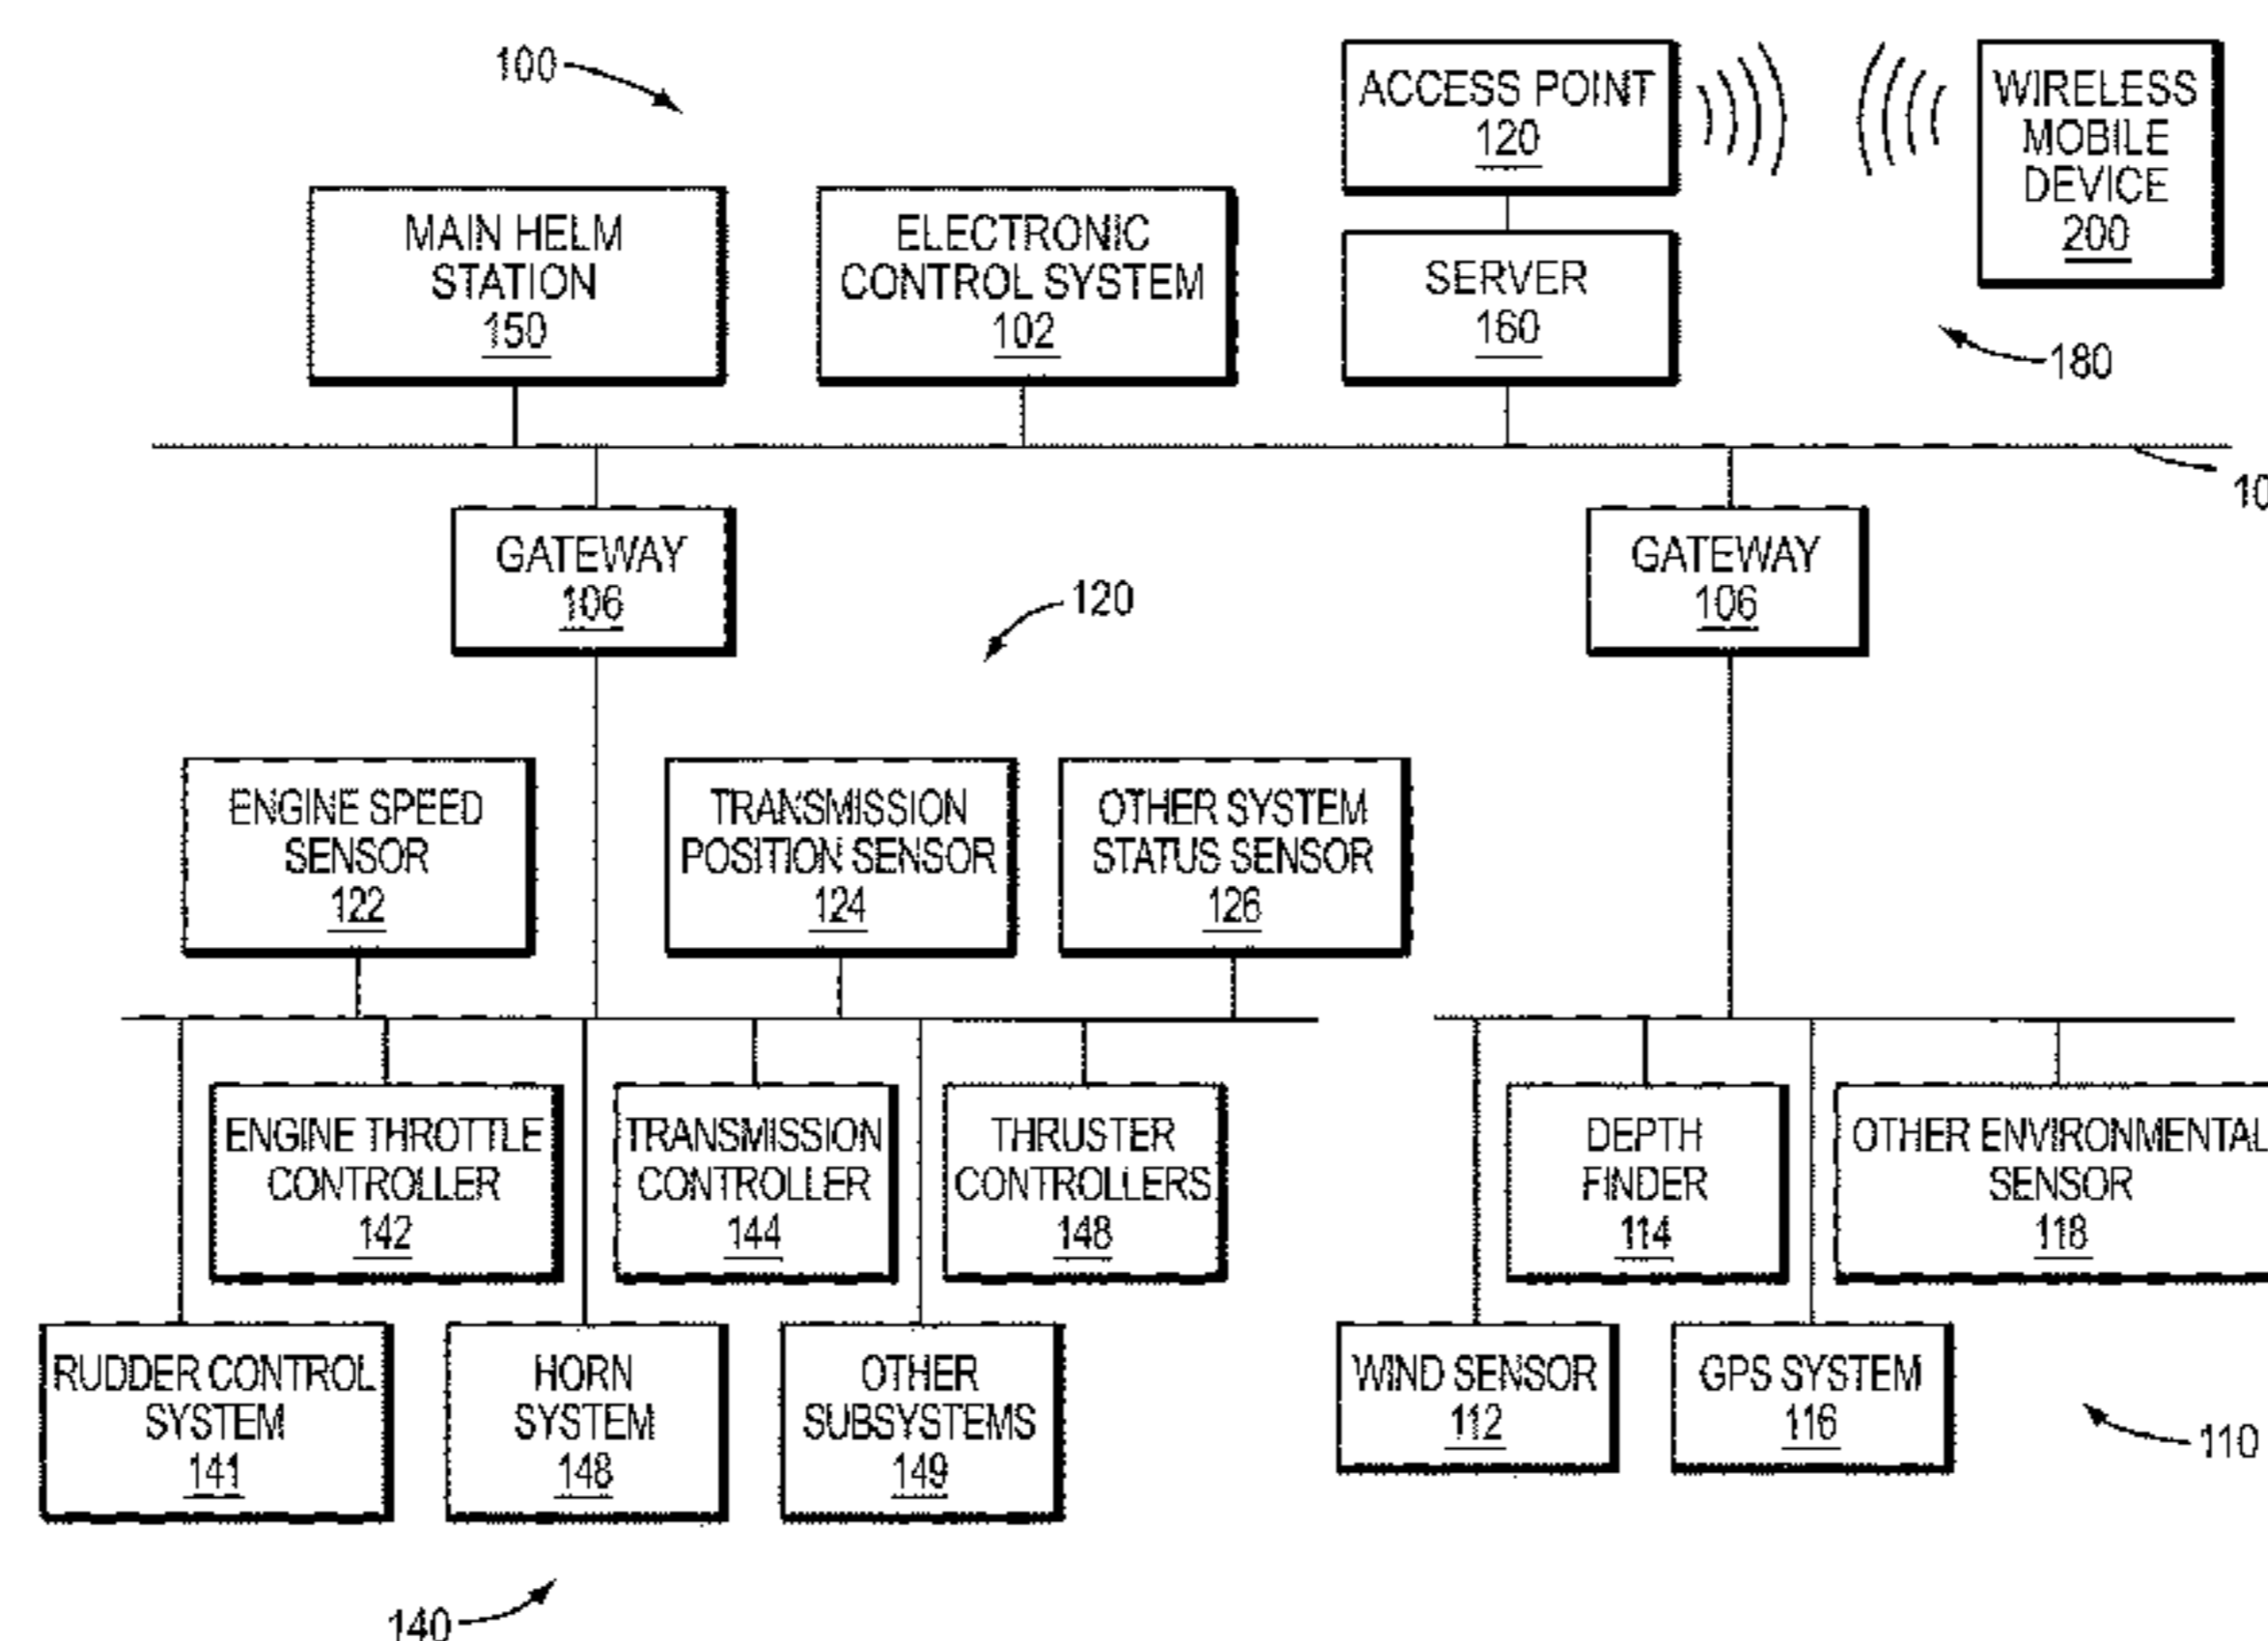 100
ACCESS POINT
120
WIRELESS
MOBILE
DEVICE
200
MAIN HELM
STATION
150
ELECTRONIC
CONTROL SYSTEM
102
SERVER
160
180
10
GATEWAY
106
GATEWAY
106
120
ENGINE SPEED
SENSOR
122
TRANSMISSION
POSITION SENSOR
124
OTHER SYSTEM
STATUS SENSOR
126
ENGINE THROTTLE
CONTROLLER
142
TRANSMISSION
CONTROLLER
144
THRUSTER
CONTROLLERS
148
DEPTH
FINDER
114
OTHER ENVIRONMENTAL
SENSOR
118
RUDDER CONTROL
SYSTEM
141
HORN
SYSTEM
148
OTHER
SUBSYSTEMS
149
WIND SENSOR
112
GPS SYSTEM
116
110
140